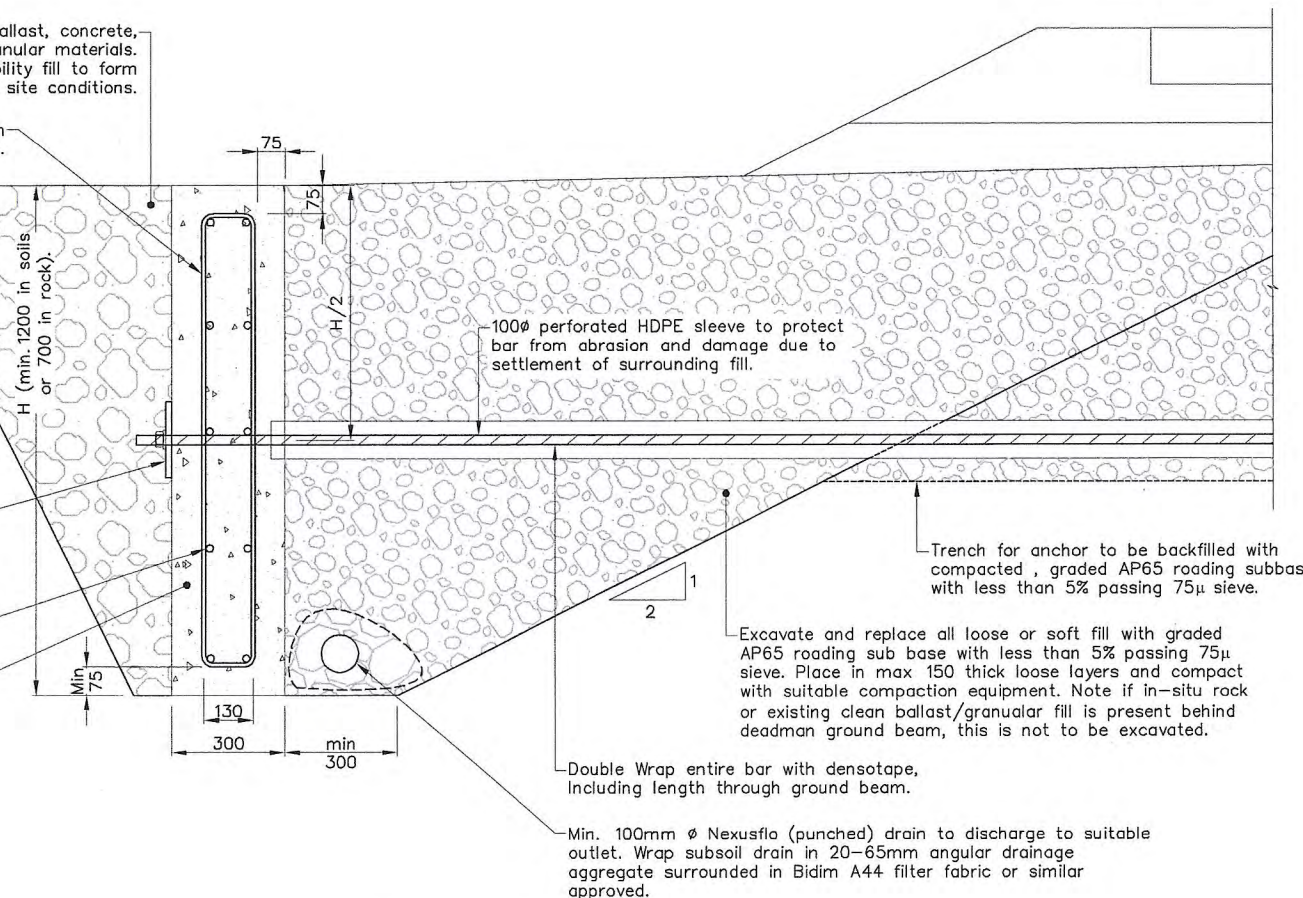 allast, concrete,
anular materials.
bility fill to form
site conditions.
75
75
H (min. 1200 in soils
or 700 in rock).
H/2
100ø perforated HDPE sleeve to protect
bar from abrasion and damage due to
settlement of surrounding fill.
Trench for anchor to be backfilled with
compacted , graded AP65 roading subbas
with less than 5% passing 75µ sieve.
1
2
Excavate and replace all loose or soft fill with graded
AP65 roading sub base with less than 5% passing 75µ
sieve. Place in max 150 thick loose layers and compact
with suitable compaction equipment. Note if in-situ rock
or existing clean ballast/granualar fill is present behind
deadman ground beam, this is not to be excavated.
Min
75
130
300
min
300
Double Wrap entire bar with densotape,
Including length through ground beam.
Min. 100mm ø Nexusflo (punched) drain to discharge to suitable
outlet. Wrap subsoil drain in 20-65mm angular drainage
aggregate surrounded in Bidim A44 filter fabric or similar
approved.